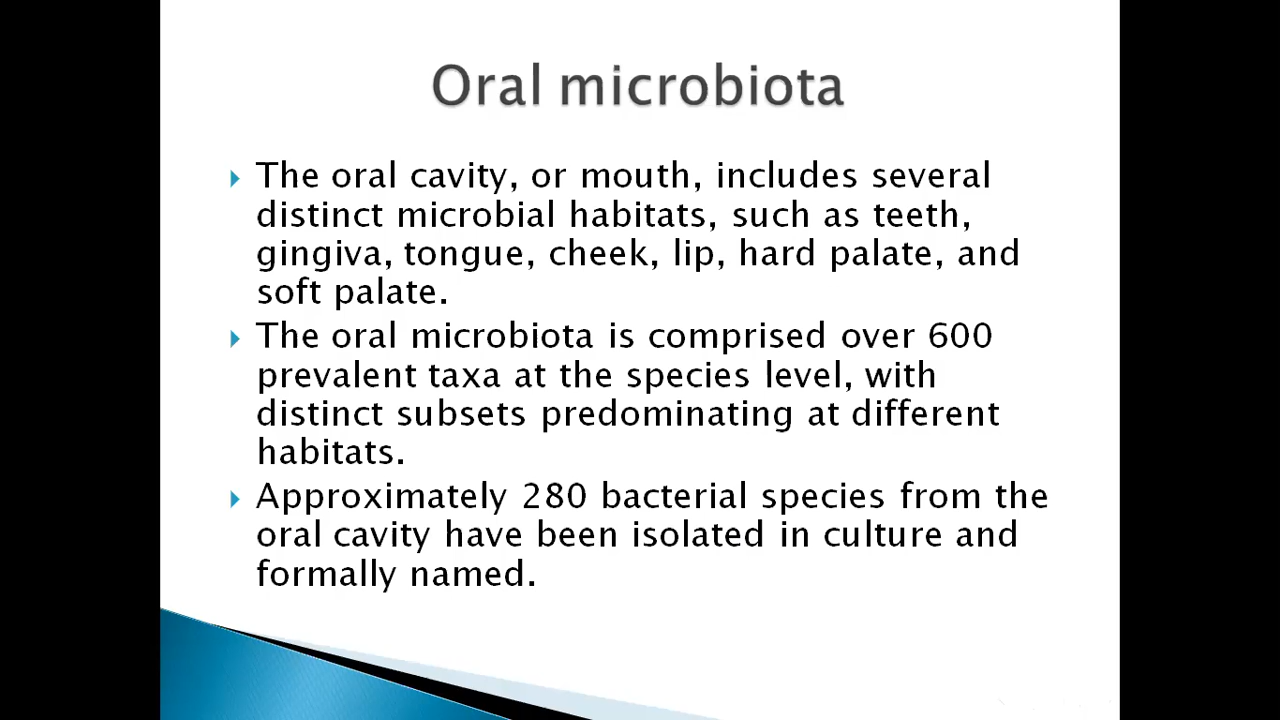 Oral microbiota
The oral cavity, or mouth, includes several
distinct microbial habitats, such as teeth,
gingiva, tongue, cheek, lip, hard palate, and
soft palate.
The oral microbiota is comprised over 600
prevalent taxa at the species level, with
distinct subsets predominating at different
habitats.
Approximately 280 bacterial species from the
oral cavity have been isolated in culture and
formally named.